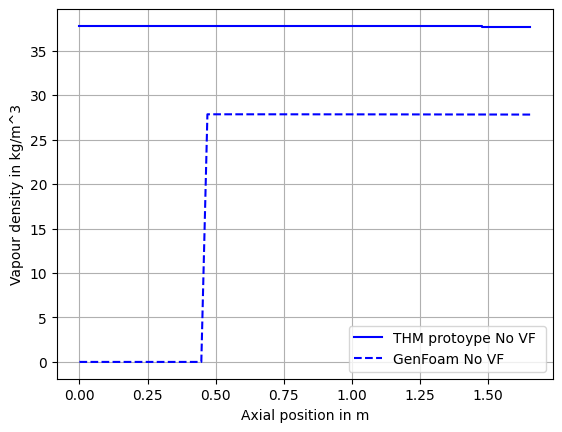 Vapour density in kg/m^3
35
30
25
20
15
10
5
0
0.00 0.25 0.50 0.75 1.00 1.25 1.50
Axial position in m
THM protoype No VF
GenFoam No VF